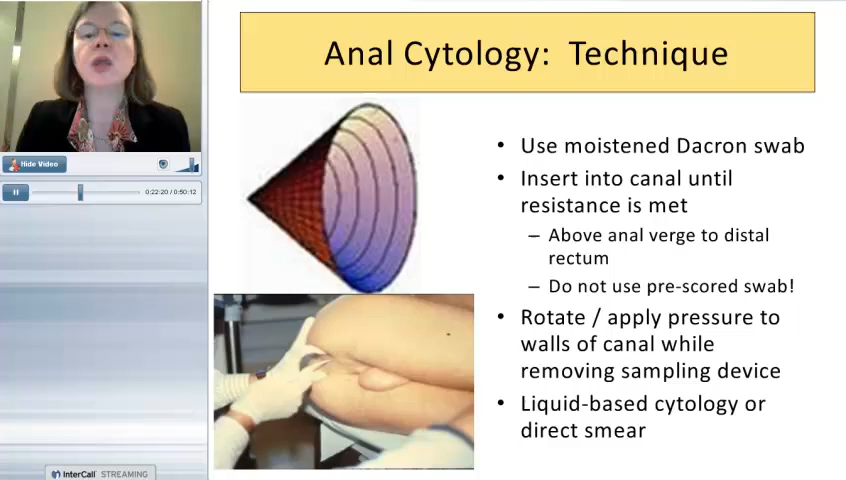 Anal Cytology: Technique
Hide Video
0:22:20 / 0:50:12
• Use moistened Dacron swab
• Insert into canal until
resistance is met
– Above anal verge to distal
rectum
– Do not use pre-scored swab!
• Rotate / apply pressure to
walls of canal while
removing sampling device
• Liquid-based cytology or
direct smear
InterCall STREAMING